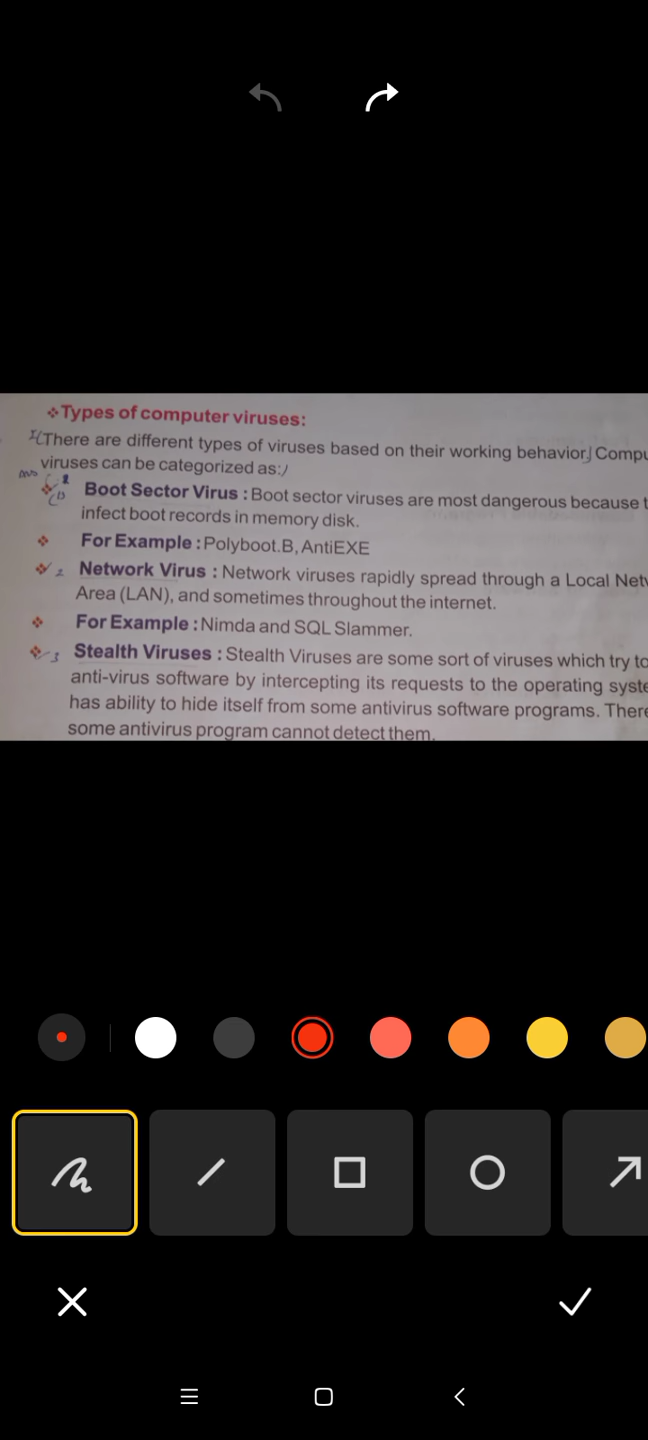 ❖Types of computer viruses:
There are different types of viruses based on their working behavior. Compu
viruses can be categorized as:
❖ Boot Sector Virus : Boot sector viruses are most dangerous because t
infect boot records in memory disk.
❖ For Example : Polyboot.B, AntiEXE
❖ 2 Network Virus : Network viruses rapidly spread through a Local Net
Area (LAN), and sometimes throughout the internet.
❖ For Example : Nimda and SQL Slammer.
❖ 3 Stealth Viruses : Stealth Viruses are some sort of viruses which try to
anti-virus software by intercepting its requests to the operating syste
has ability to hide itself from some antivirus software programs. There
some antivirus program cannot detect them.